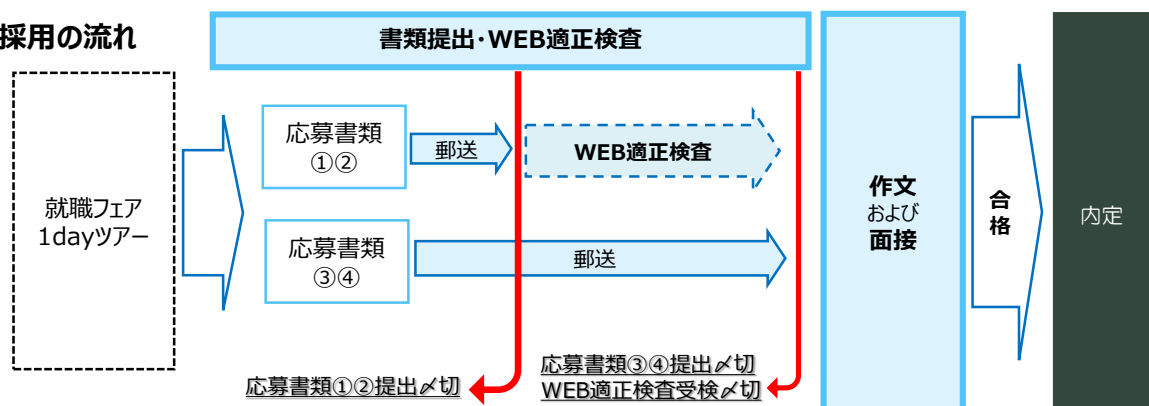 採用の流れ
書類提出・WEB適正検査
就職フェア
1dayツアー
応募書類
①②
郵送
WEB適正検査
応募書類
③④
郵送
応募書類①②提出〆切
応募書類③④提出〆切
WEB適正検査受検〆切
作文
および
面接
合格
内定